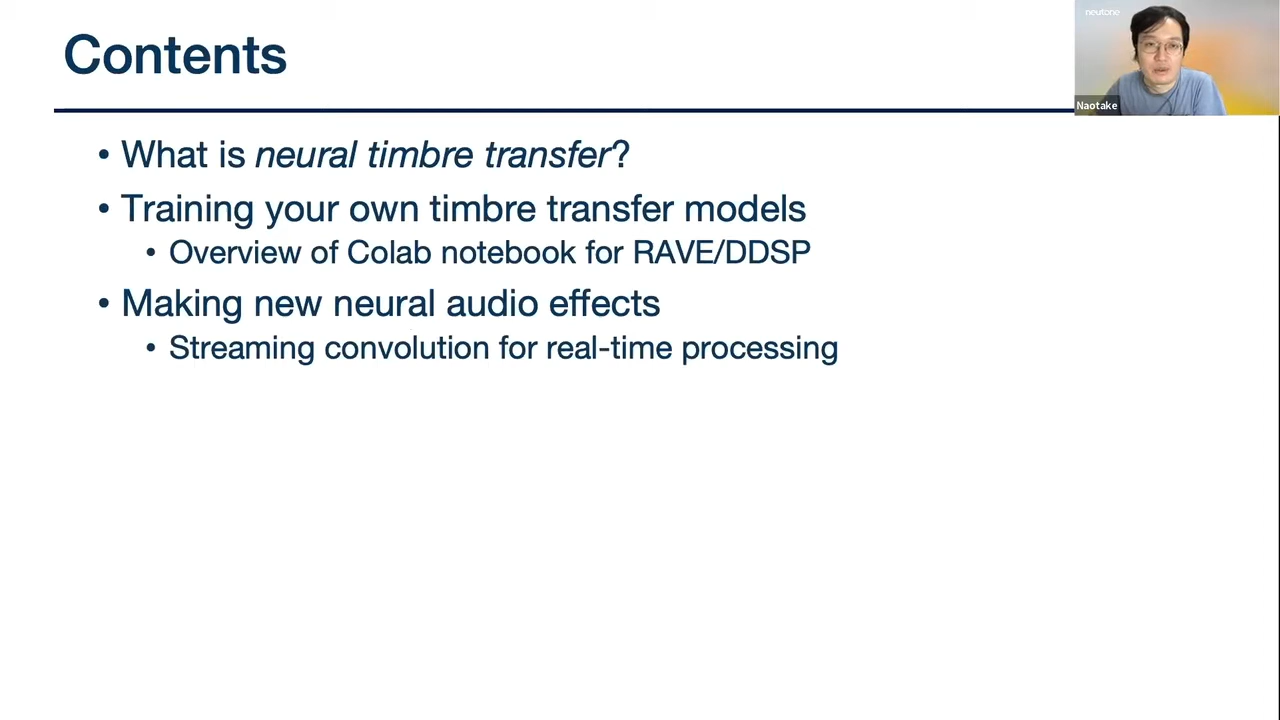 Contents
neutone
Naotake
• What is neural timbre transfer?
• Training your own timbre transfer models
• Overview of Colab notebook for RAVE/DDSP
• Making new neural audio effects
• Streaming convolution for real-time processing